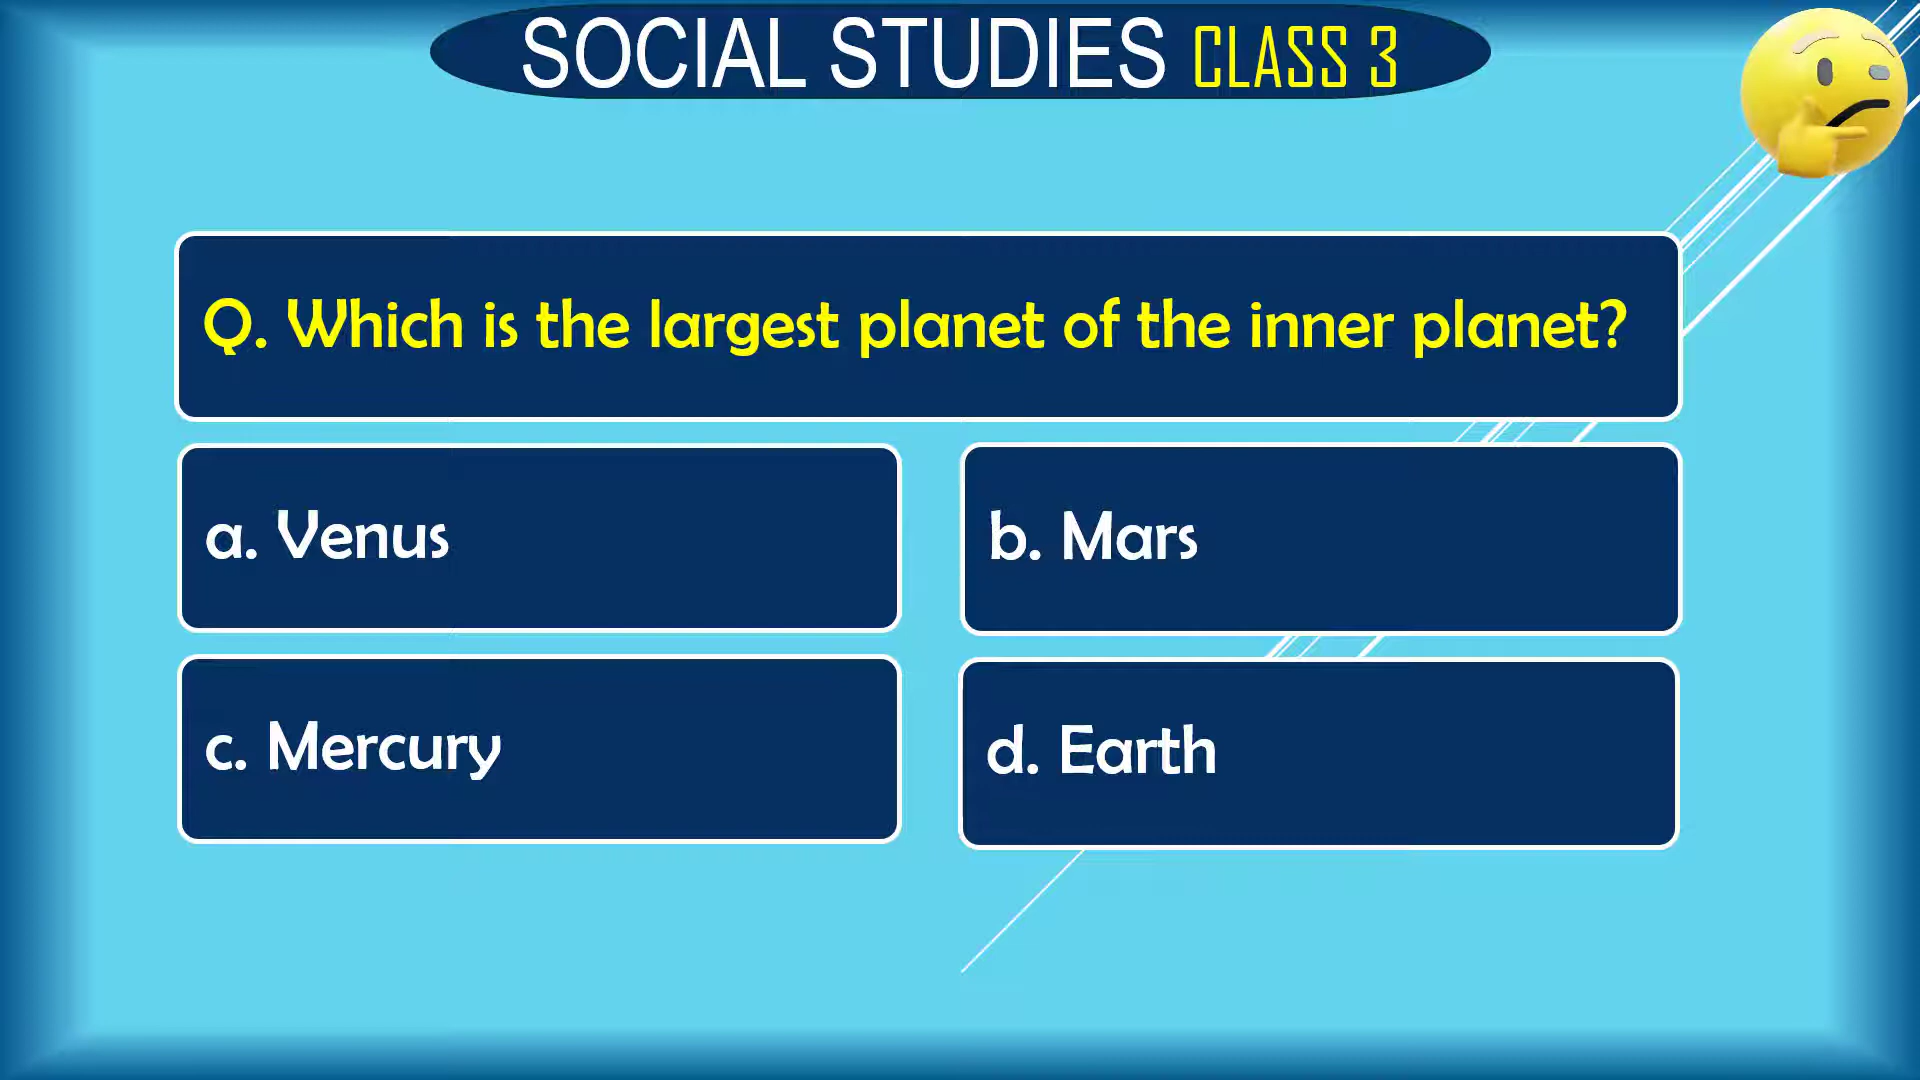 SOCIAL STUDIES CLASS 3
Q. Which is the largest planet of the inner planet?
a. Venus
b. Mars
c. Mercury
d. Earth